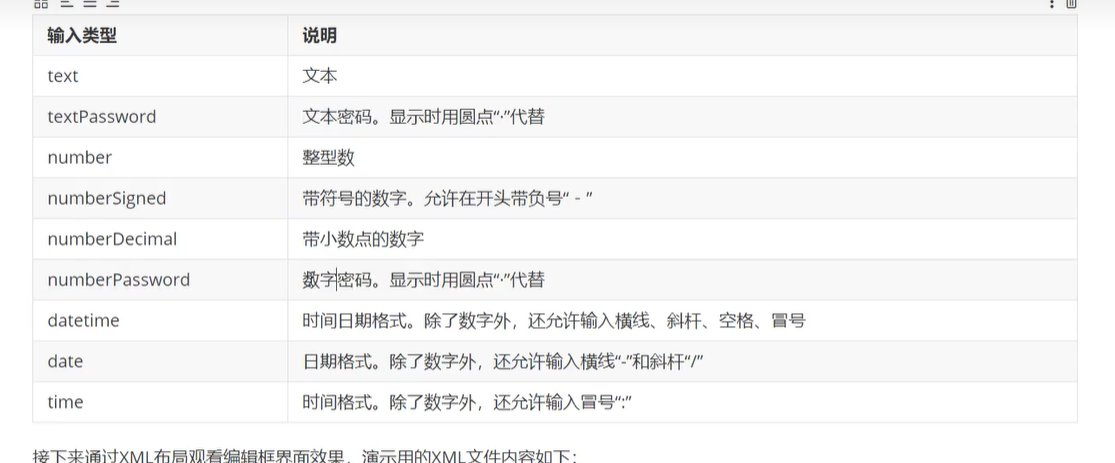 输入类型 说明
text 文本
textPassword 文本密码。显示时用圆点“·”代替
number 整型数
numberSigned 带符号的数字。允许在开头带负号“ - ”
numberDecimal 带小数点的数字
numberPassword 数字密码。显示时用圆点“·”代替
datetime 时间日期格式。除了数字外，还允许输入横线、斜杆、空格、冒号
date 日期格式。除了数字外，还允许输入横线“-”和斜杆“/”
time 时间格式。除了数字外，还允许输入冒号“:”
接下来通过XML布局观看编辑框界面效果，演示用的XML文件内容如下：